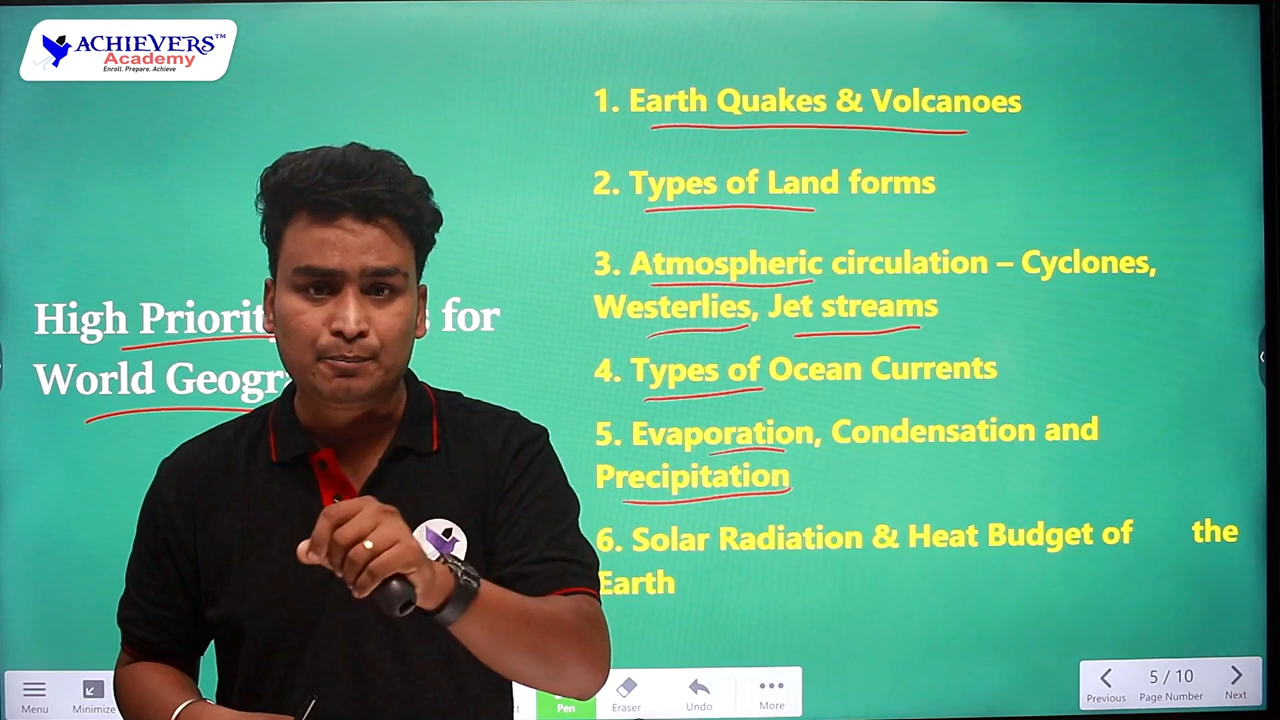 ACHIEVERS™
Academy
Enroll. Prepare. Achieve
High Priorit for
World Geogr
1. Earth Quakes & Volcanoes
2. Types of Land forms
3. Atmospheric circulation – Cyclones,
Westerlies, Jet streams
4. Types of Ocean Currents
5. Evaporation, Condensation and
Precipitation
6. Solar Radiation & Heat Budget of the
Earth
Menu
Minimize
Pen
Eraser
Undo
More
Previous
5 / 10
Page Number
Next